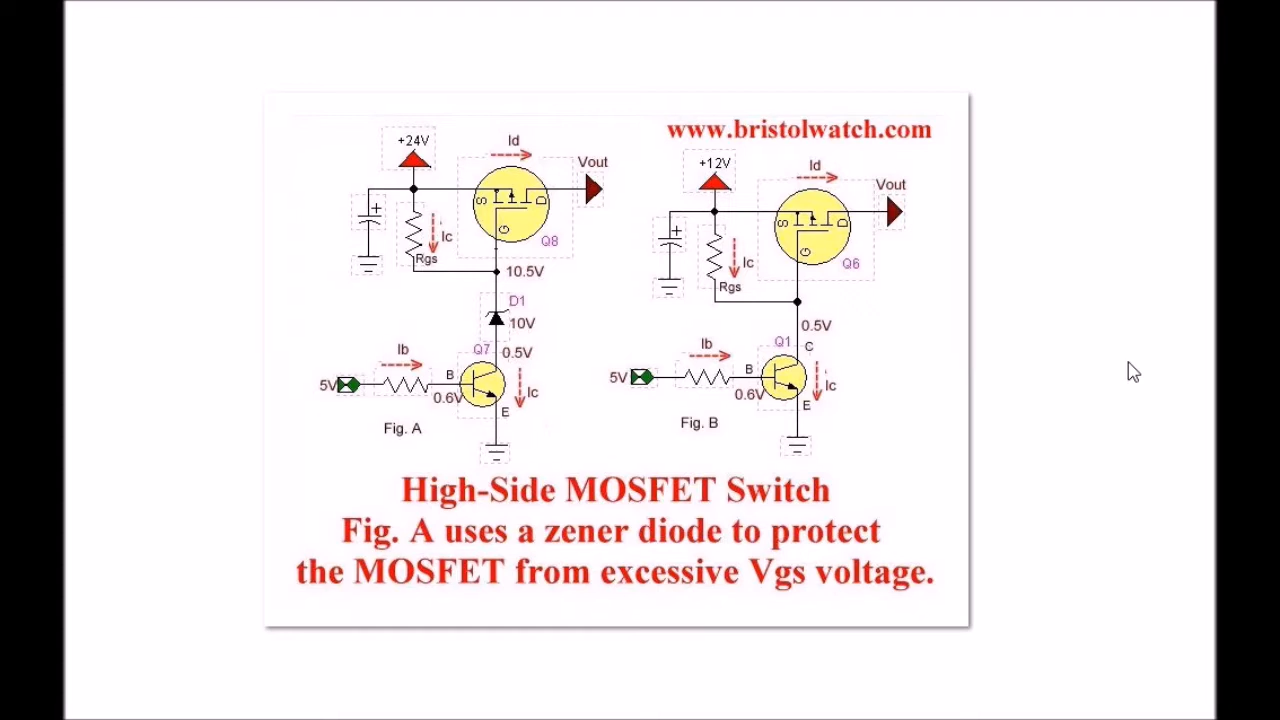 www.bristolwatch.com
+24V
Id
Vout
S
D
G
Q8
+
Ic
Rgs
10.5V
D1
10V
Q7
0.5V
Ib
5V
B
0.6V
Ic
E
Fig. A
+12V
Id
Vout
S
D
G
Q6
+
Ic
Rgs
0.5V
Q1
C
Ib
5V
B
0.6V
Ic
E
Fig. B
High-Side MOSFET Switch
Fig. A uses a zener diode to protect
the MOSFET from excessive Vgs voltage.